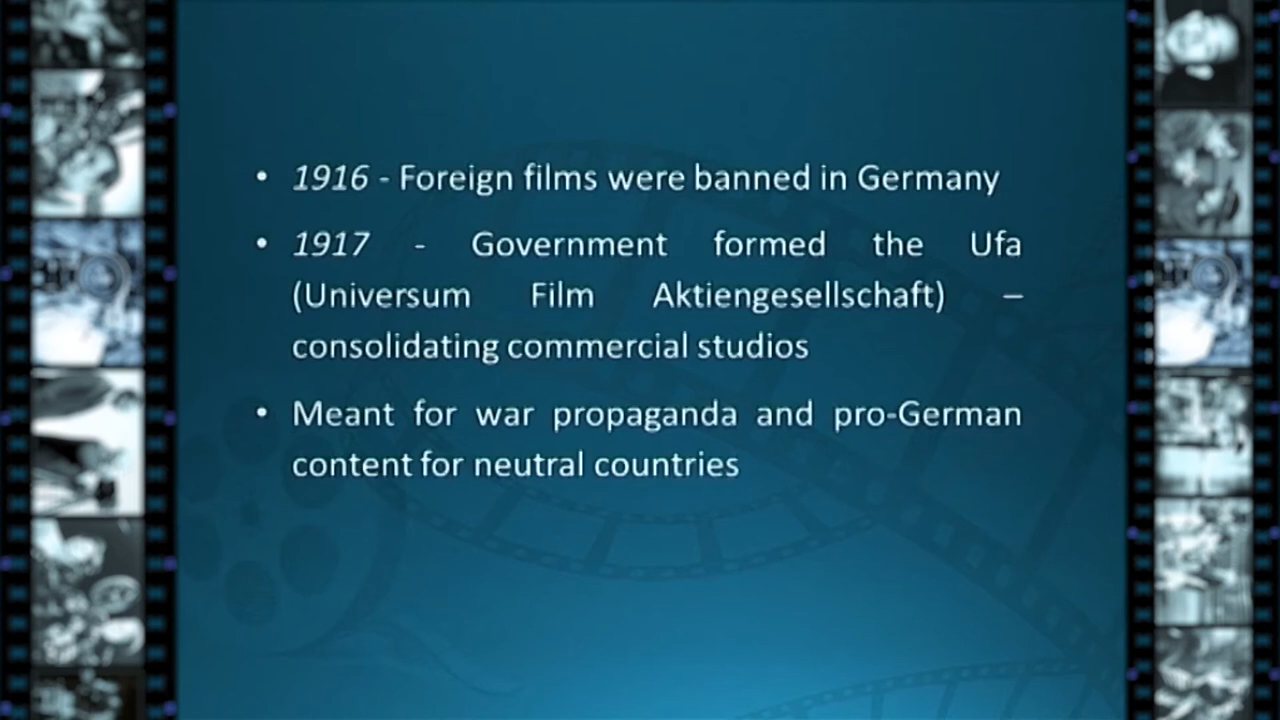 • 1916 - Foreign films were banned in Germany
• 1917 - Government formed the Ufa
(Universum Film Aktiengesellschaft) –
consolidating commercial studios
• Meant for war propaganda and pro-German
content for neutral countries